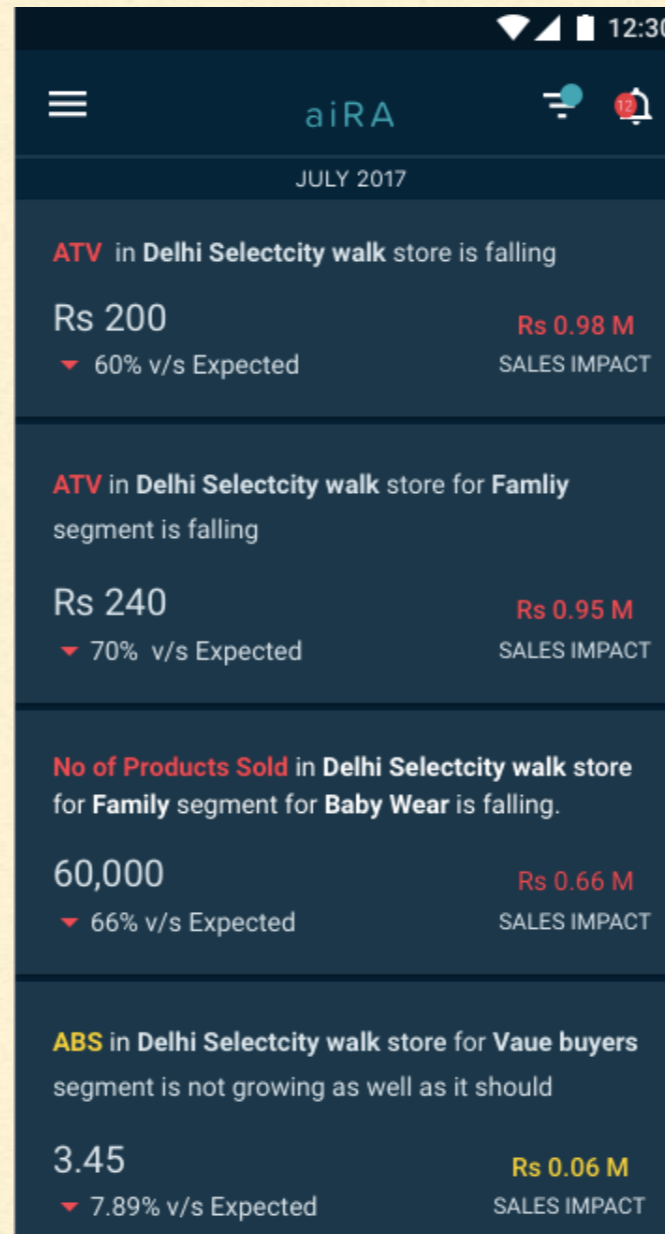 12:30
aiRA
12
JULY 2017
ATV in Delhi Selectcity walk store is falling
Rs 200
Rs 0.98 M
60% v/s Expected
SALES IMPACT
ATV in Delhi Selectcity walk store for Famliy
segment is falling
Rs 240
Rs 0.95 M
70% v/s Expected
SALES IMPACT
No of Products Sold in Delhi Selectcity walk store
for Family segment for Baby Wear is falling.
60,000
Rs 0.66 M
66% v/s Expected
SALES IMPACT
ABS in Delhi Selectcity walk store for Vaue buyers
segment is not growing as well as it should
3.45
Rs 0.06 M
7.89% v/s Expected
SALES IMPACT